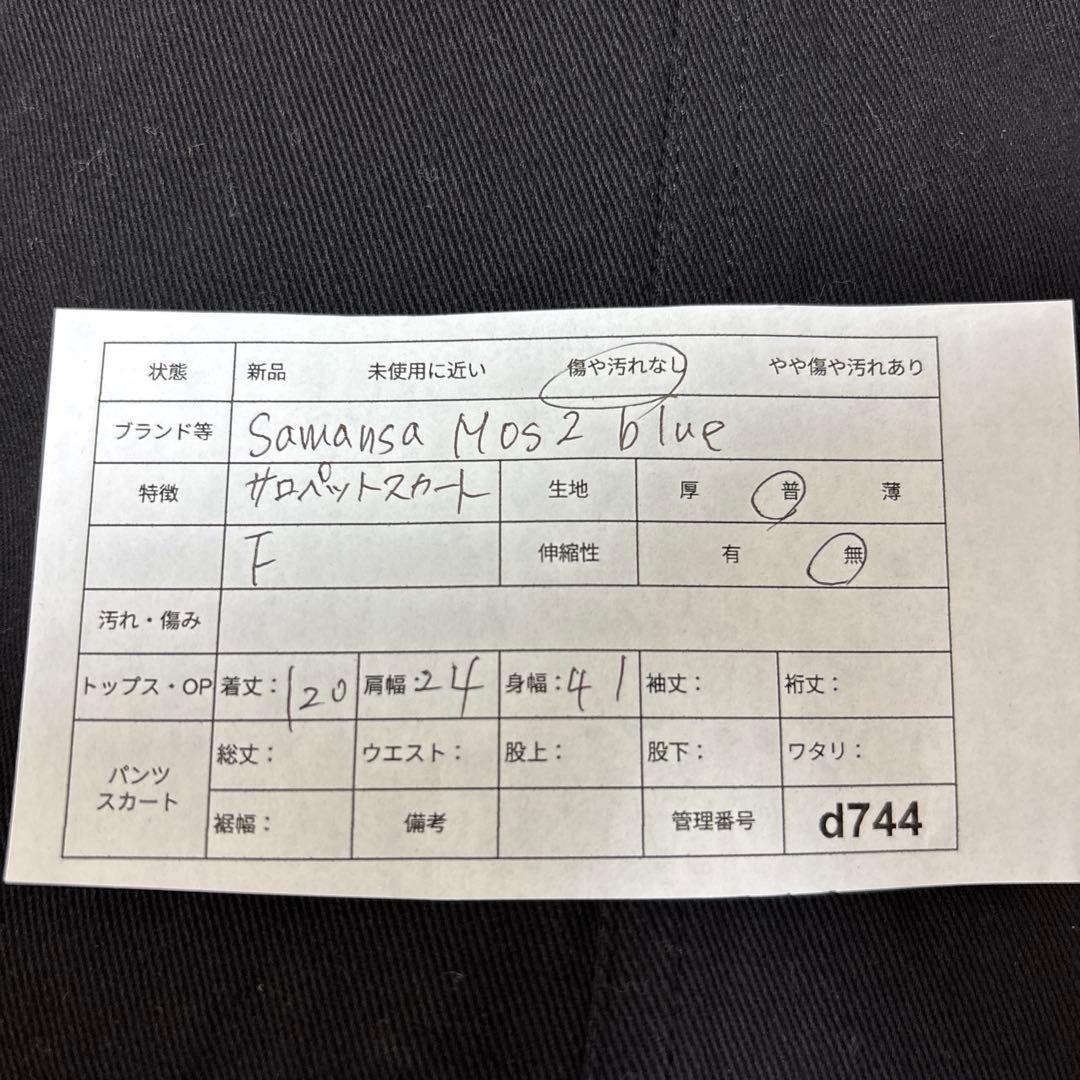 状態 新品 未使用に近い 傷や汚れなし やや傷や汚れあり
ブランド等 Samansa Mos2 blue
特徴 サロペットスカート 生地 厚 普 薄
F 伸縮性 有 無
汚れ・傷み
トップス・OP 着丈：120 肩幅：24 身幅：41 袖丈： 裄丈：
パンツ スカート 総丈： ウエスト： 股上： 股下： ワタリ：
裾幅： 備考 管理番号 d744